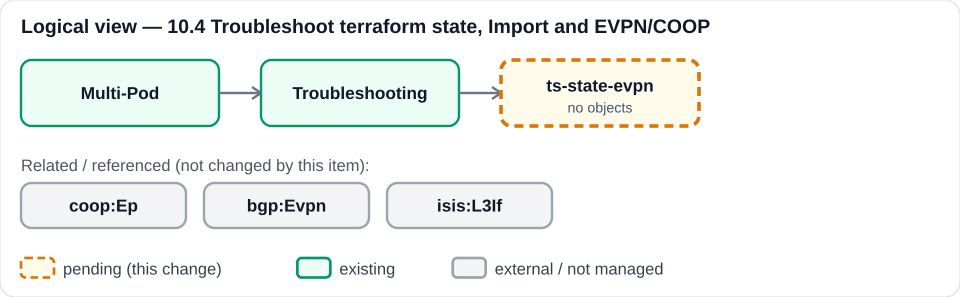 Logical view — 10.4 Troubleshoot terraform state, Import and EVPN/COOP
Multi-Pod
Troubleshooting
ts-state-evpn
no objects
Related / referenced (not changed by this item):
coop:Ep
bgp:Evpn
isis:L3If
pending (this change)
existing
external / not managed